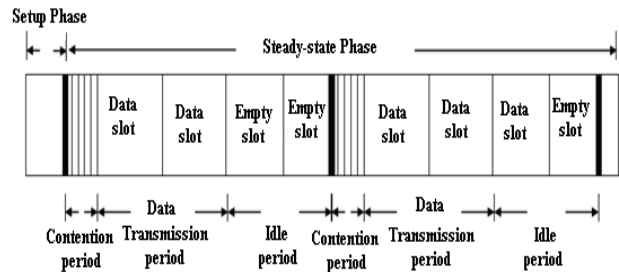 Setup Phase
Steady-state Phase
Data slot
Data slot
Empty slot
Empty slot
Data slot
Data slot
Data slot
Empty slot
Contention period
Data Transmission period
Idle period
Contention period
Data Transmission period
Idle period